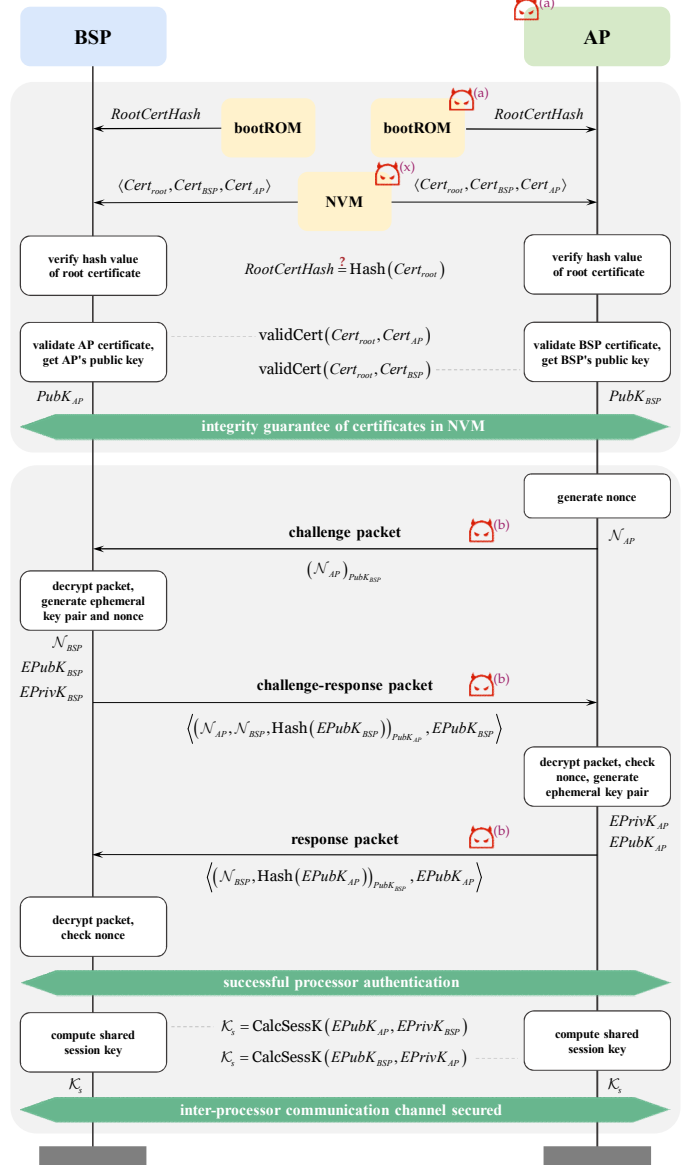 (a)
BSP
AP
(a)
RootCertHash
bootROM
bootROM
RootCertHash
(x)
⟨Cert_root, Cert_BSP, Cert_AP⟩
NVM
⟨Cert_root, Cert_BSP, Cert_AP⟩
verify hash value
of root certificate
RootCertHash ≟ Hash(Cert_root)
verify hash value
of root certificate
validate AP certificate,
get AP's public key
validCert(Cert_root, Cert_AP)
validCert(Cert_root, Cert_BSP)
validate BSP certificate,
get BSP's public key
PubK_AP
PubK_BSP
integrity guarantee of certificates in NVM
generate nonce
𝒩_AP
challenge packet
(b)
(𝒩_AP)_PubK_BSP
decrypt packet,
generate ephemeral
key pair and nonce
𝒩_BSP
EPubK_BSP
EPrivK_BSP
challenge-response packet
(b)
⟨(𝒩_AP, 𝒩_BSP, Hash(EPubK_BSP))_PubK_AP, EPubK_BSP⟩
decrypt packet, check
nonce, generate
ephemeral key pair
EPrivK_AP
EPubK_AP
response packet
(b)
⟨(𝒩_BSP, Hash(EPubK_AP))_PubK_BSP, EPubK_AP⟩
decrypt packet,
check nonce
successful processor authentication
compute shared
session key
𝒦_s = CalcSessK(EPubK_AP, EPrivK_BSP)
𝒦_s = CalcSessK(EPubK_BSP, EPrivK_AP)
compute shared
session key
𝒦_s
𝒦_s
inter-processor communication channel secured